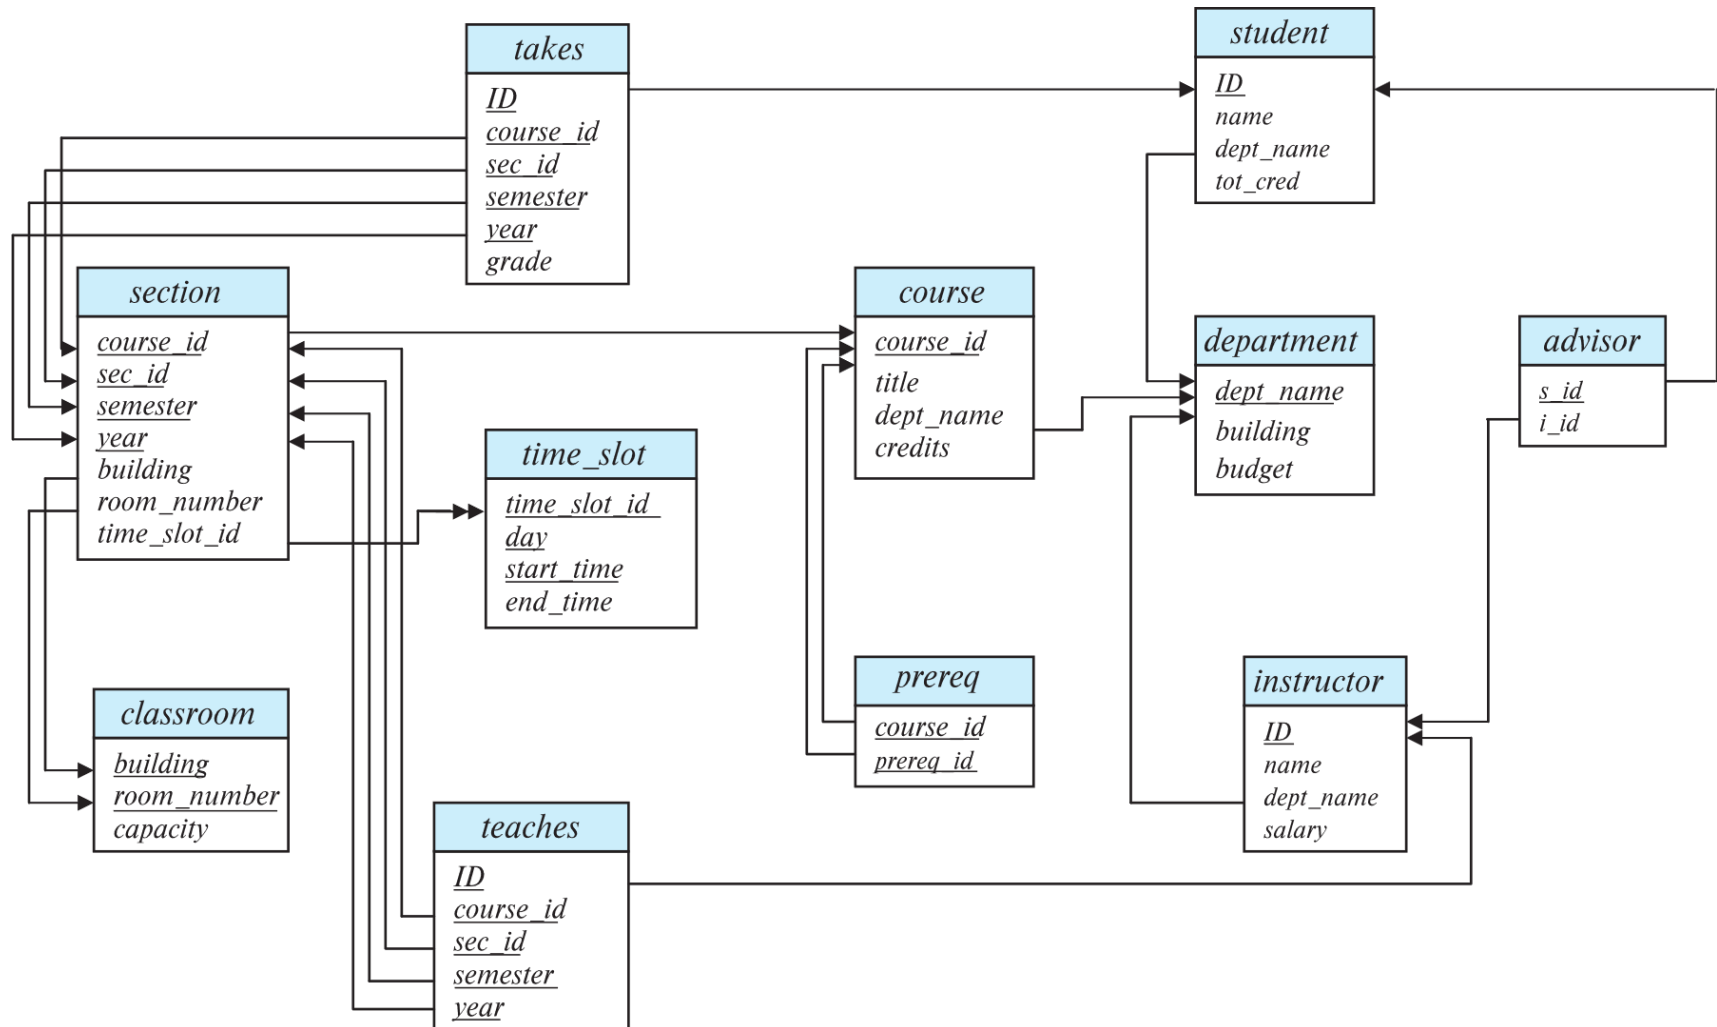 takes
ID
course_id
sec_id
semester
year
grade
student
ID
name
dept_name
tot_cred
section
course_id
sec_id
semester
year
building
room_number
time_slot_id
course
course_id
title
dept_name
credits
department
dept_name
building
budget
advisor
s_id
i_id
time_slot
time_slot_id
day
start_time
end_time
prereq
course_id
prereq_id
instructor
ID
name
dept_name
salary
classroom
building
room_number
capacity
teaches
ID
course_id
sec_id
semester
year